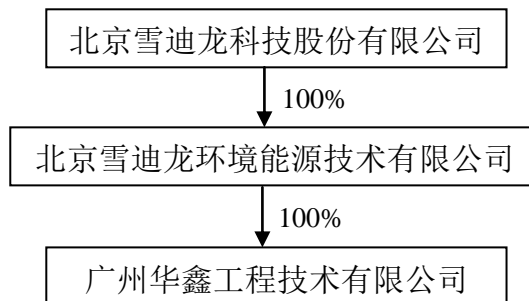 北京雪迪龙科技股份有限公司
100%
北京雪迪龙环境能源技术有限公司
100%
广州华鑫工程技术有限公司